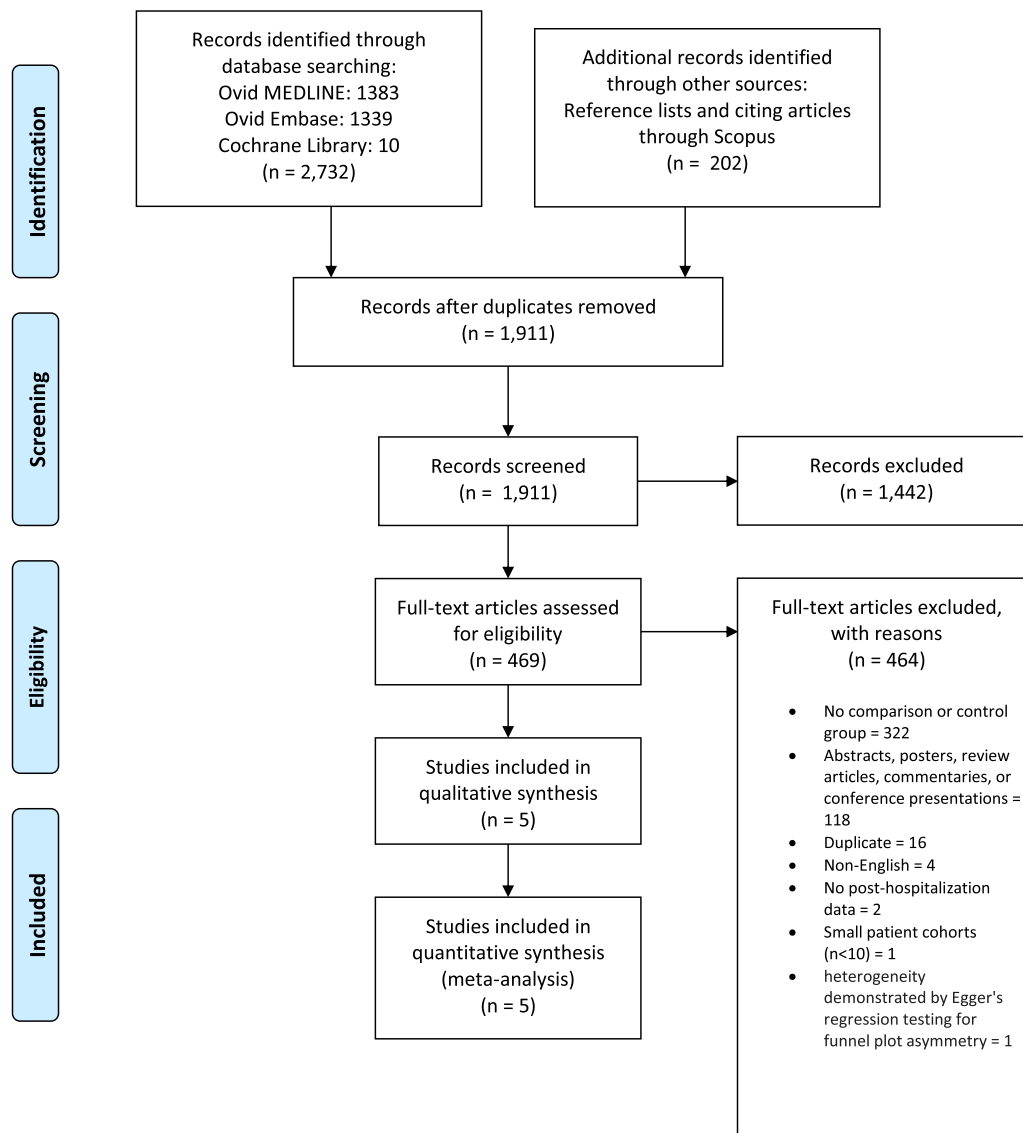 Identification
Records identified through
database searching:
Ovid MEDLINE: 1383
Ovid Embase: 1339
Cochrane Library: 10
(n = 2,732)
Additional records identified
through other sources:
Reference lists and citing articles
through Scopus
(n = 202)
Records after duplicates removed
(n = 1,911)
Screening
Records screened
(n = 1,911)
Records excluded
(n = 1,442)
Eligibility
Full-text articles assessed
for eligibility
(n = 469)
Full-text articles excluded,
with reasons
(n = 464)
• No comparison or control
group = 322
• Abstracts, posters, review
articles, commentaries, or
conference presentations =
118
• Duplicate = 16
• Non-English = 4
• No post-hospitalization
data = 2
• Small patient cohorts
(n<10) = 1
• heterogeneity
demonstrated by Egger's
regression testing for
funnel plot asymmetry = 1
Studies included in
qualitative synthesis
(n = 5)
Included
Studies included in
quantitative synthesis
(meta-analysis)
(n = 5)